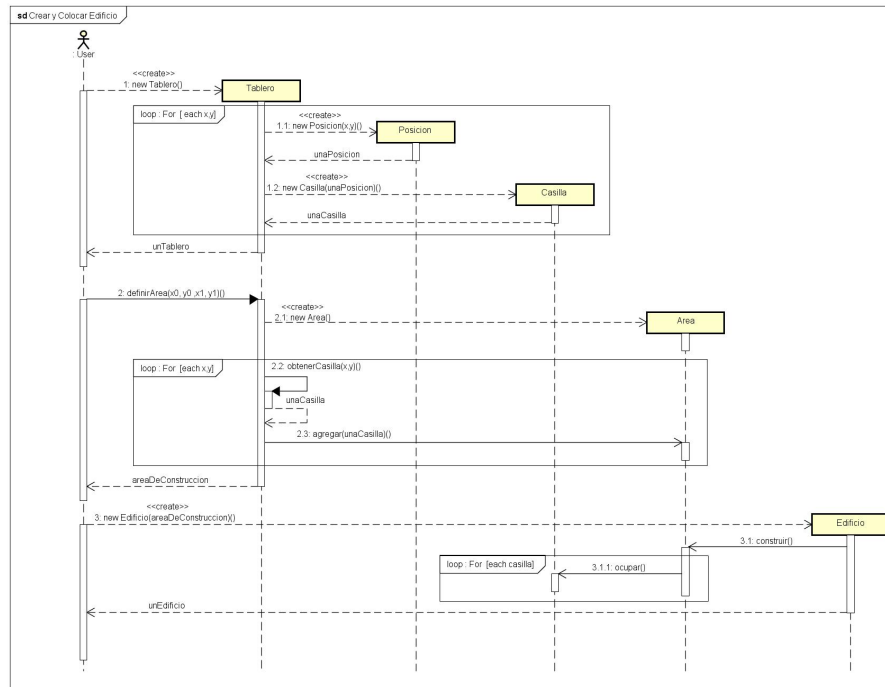 sd Crear y Colocar Edificio
: User
<<create>>
1: new Tablero()
Tablero
loop : For [ each x,y]
<<create>>
1.1: new Posicion(x,y)()
Posicion
unaPosicion
<<create>>
1.2: new Casilla(unaPosicion)()
Casilla
unaCasilla
unTablero
2: definirArea(x0, y0 ,x1, y1)()
<<create>>
2.1: new Area()
Area
loop : For [each x,y]
2.2: obtenerCasilla(x,y)()
unaCasilla
2.3: agregar(unaCasilla)()
areaDeConstruccion
<<create>>
3: new Edificio(areaDeConstruccion)()
Edificio
3.1: construir()
loop : For [each casilla]
3.1.1: ocupar()
unEdificio